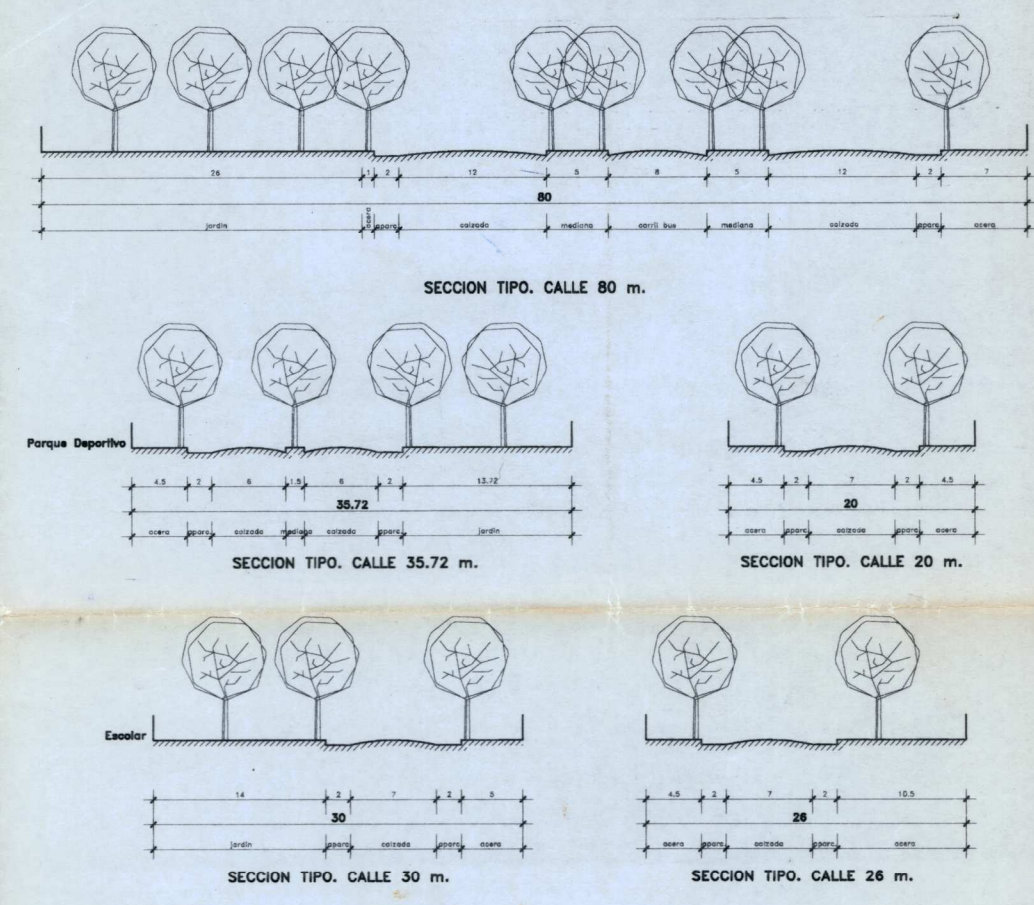 26 1 2 12 5 8 5 12 2 7
80
jardin acera aparc calzada mediana carril bus mediana calzada aparc acera
SECCION TIPO. CALLE 80 m.
Parque Deportivo
4.5 2 6 1.5 6 2 13.72
35.72
acera aparc. calzada mediana calzada aparc. jardin
SECCION TIPO. CALLE 35.72 m.
4.5 2 7 2 4.5
20
acera aparc. calzada aparc. acera
SECCION TIPO. CALLE 20 m.
Escolar
14 2 7 2 5
30
jardin aparc. calzada aparc. acera
SECCION TIPO. CALLE 30 m.
4.5 2 7 2 10.5
26
acera aparc. calzada aparc. acera
SECCION TIPO. CALLE 26 m.